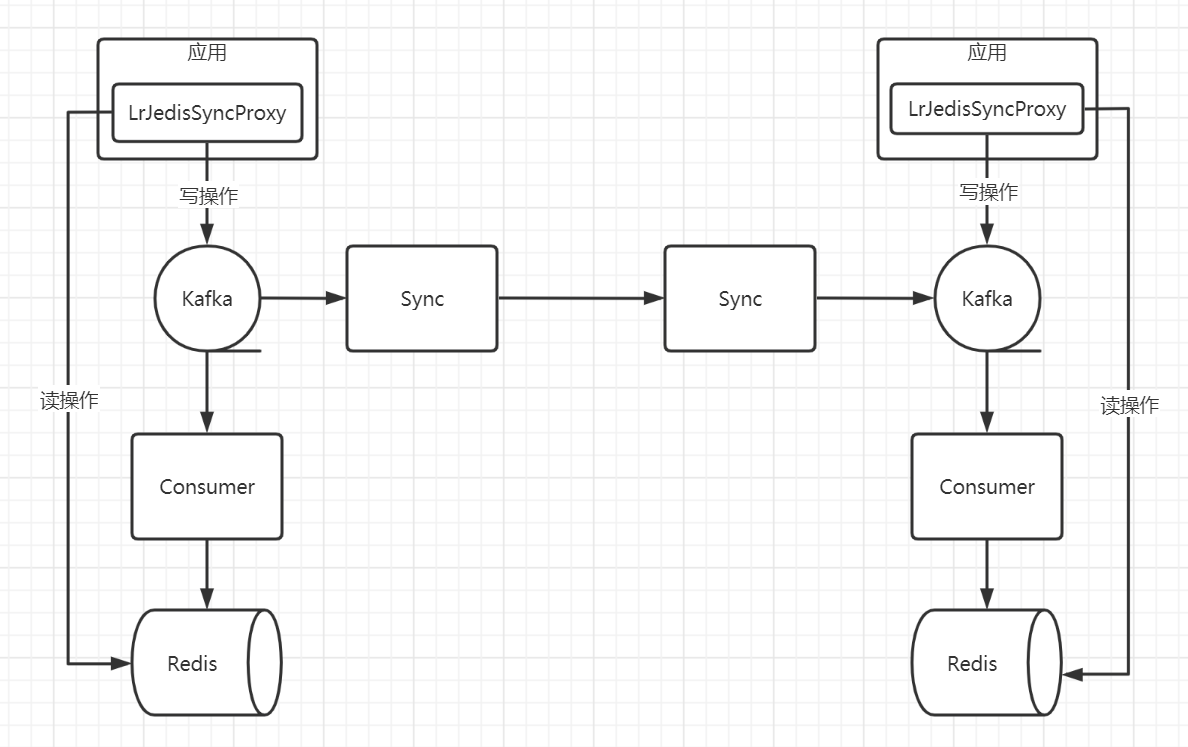 应用
应用
LrJedisSyncProxy
LrJedisSyncProxy
写操作
写操作
Kafka
Sync
Sync
Kafka
读操作
读操作
Consumer
Consumer
Redis
Redis